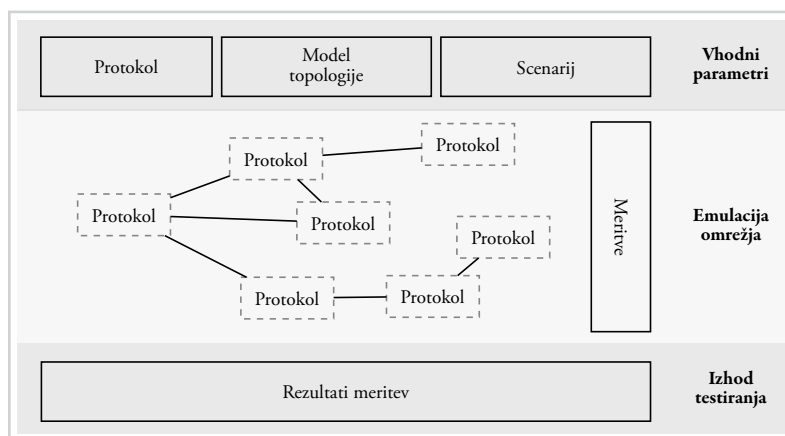 Protokol
Model
topologije
Scenarij
Vhodni
parametri
Protokol
Protokol
Protokol
Protokol
Protokol
Protokol
Protokol
Meritve
Emulacija
omrežja
Rezultati meritev
Izhod
testiranja